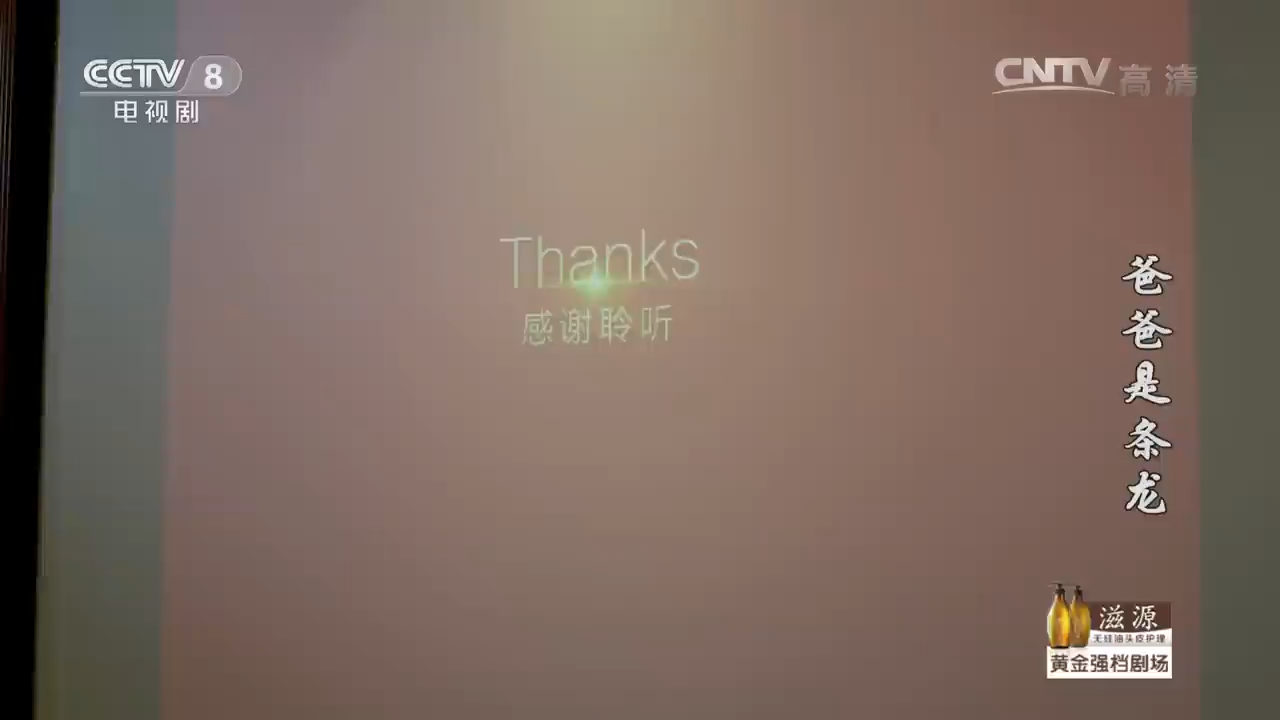 CCTV 8
电视剧
CNTV 高清
Thanks
感谢聆听
爸爸是条龙
滋源
无硅油头皮护理
黄金强档剧场